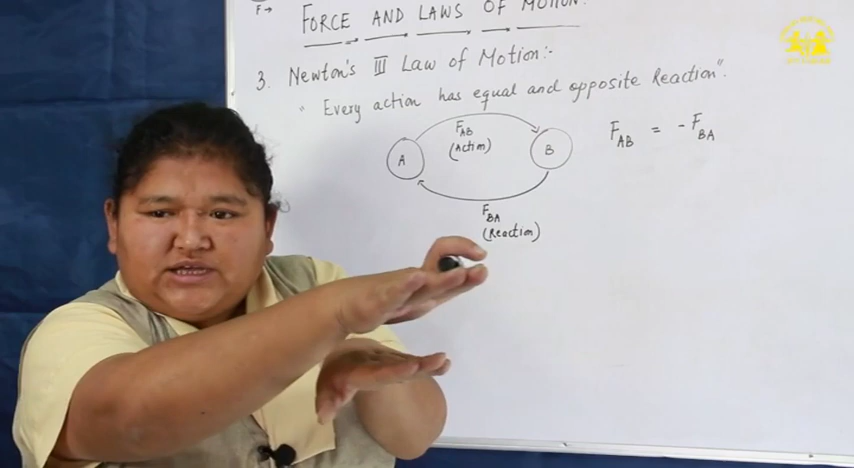 F →
FORCE AND LAWS OF MOTION:
3. Newton's III Law of Motion:-
" Every action has equal and opposite Reaction".
F_AB
(Action)
A
B
F_AB = - F_BA
F_BA
(Reaction)